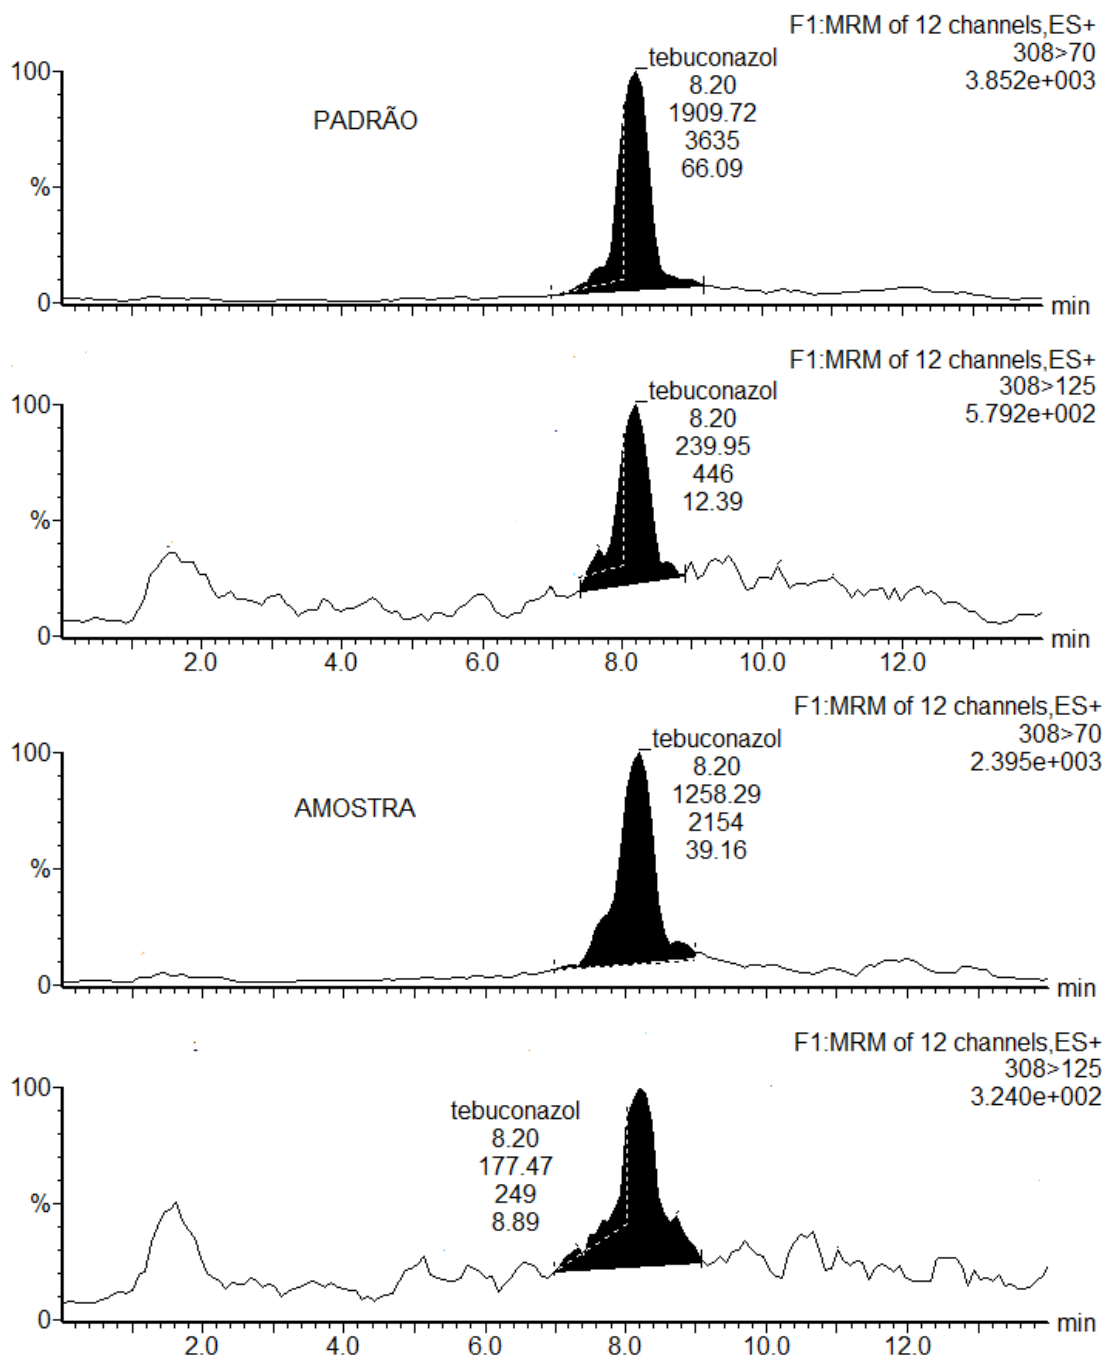 F1:MRM of 12 channels,ES+
308>70
3.852e+003
tebuconazol
8.20
1909.72
3635
66.09
PADRÃO
100
%
0
min
F1:MRM of 12 channels,ES+
308>125
5.792e+002
tebuconazol
8.20
239.95
446
12.39
100
%
0
min
2.0 4.0 6.0 8.0 10.0 12.0
F1:MRM of 12 channels,ES+
308>70
2.395e+003
tebuconazol
8.20
1258.29
2154
39.16
AMOSTRA
100
%
0
min
F1:MRM of 12 channels,ES+
308>125
3.240e+002
tebuconazol
8.20
177.47
249
8.89
100
%
0
min
2.0 4.0 6.0 8.0 10.0 12.0